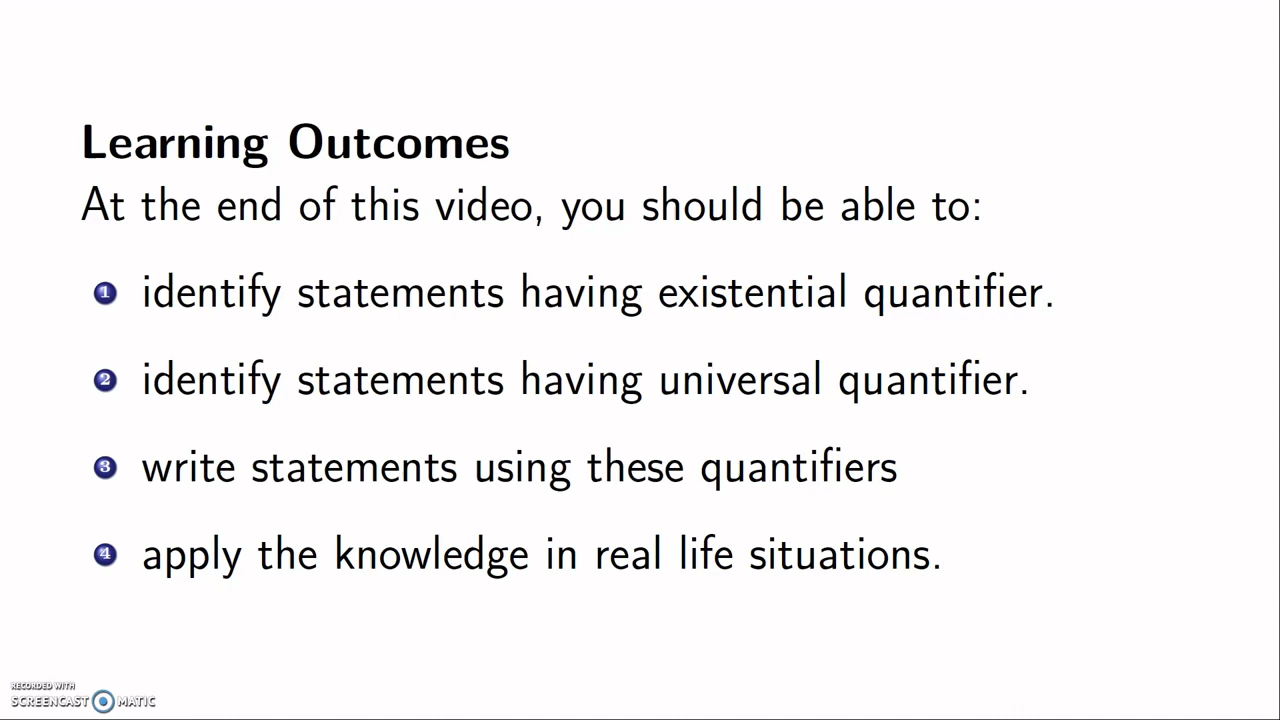 Learning Outcomes
At the end of this video, you should be able to:
1 identify statements having existential quantifier.
2 identify statements having universal quantifier.
3 write statements using these quantifiers
4 apply the knowledge in real life situations.
RECORDED WITH
SCREENCAST MATIC